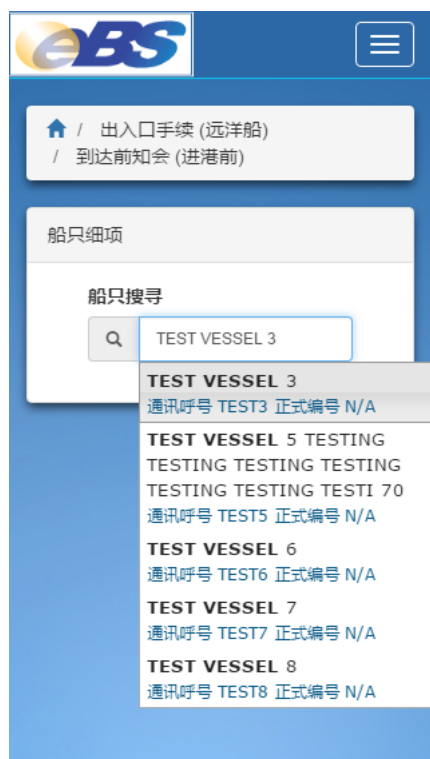 eBS
/ 出入口手续 (远洋船)
/ 到达前知会 (进港前)
船只细项
船只搜寻
TEST VESSEL 3
TEST VESSEL 3
通讯呼号 TEST3 正式编号 N/A
TEST VESSEL 5 TESTING
TESTING TESTING TESTING
TESTING TESTING TESTI 70
通讯呼号 TEST5 正式编号 N/A
TEST VESSEL 6
通讯呼号 TEST6 正式编号 N/A
TEST VESSEL 7
通讯呼号 TEST7 正式编号 N/A
TEST VESSEL 8
通讯呼号 TEST8 正式编号 N/A